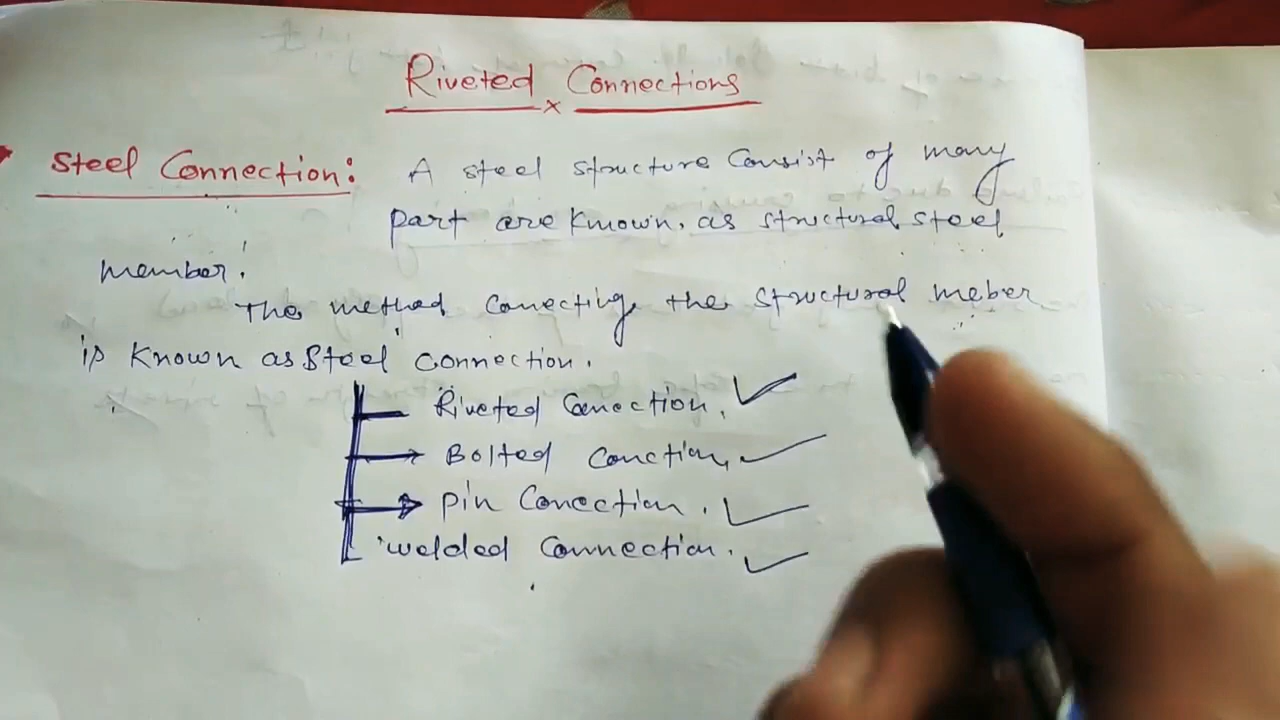 Riveted Connections
Steel Connection: A steel structure Consist of many
part are known. as structural steel
member.
The method conecting the structural meber
is known as Steel connection.
Riveted Conection.
Bolted Conction,
pin Conection.
welded Connection.